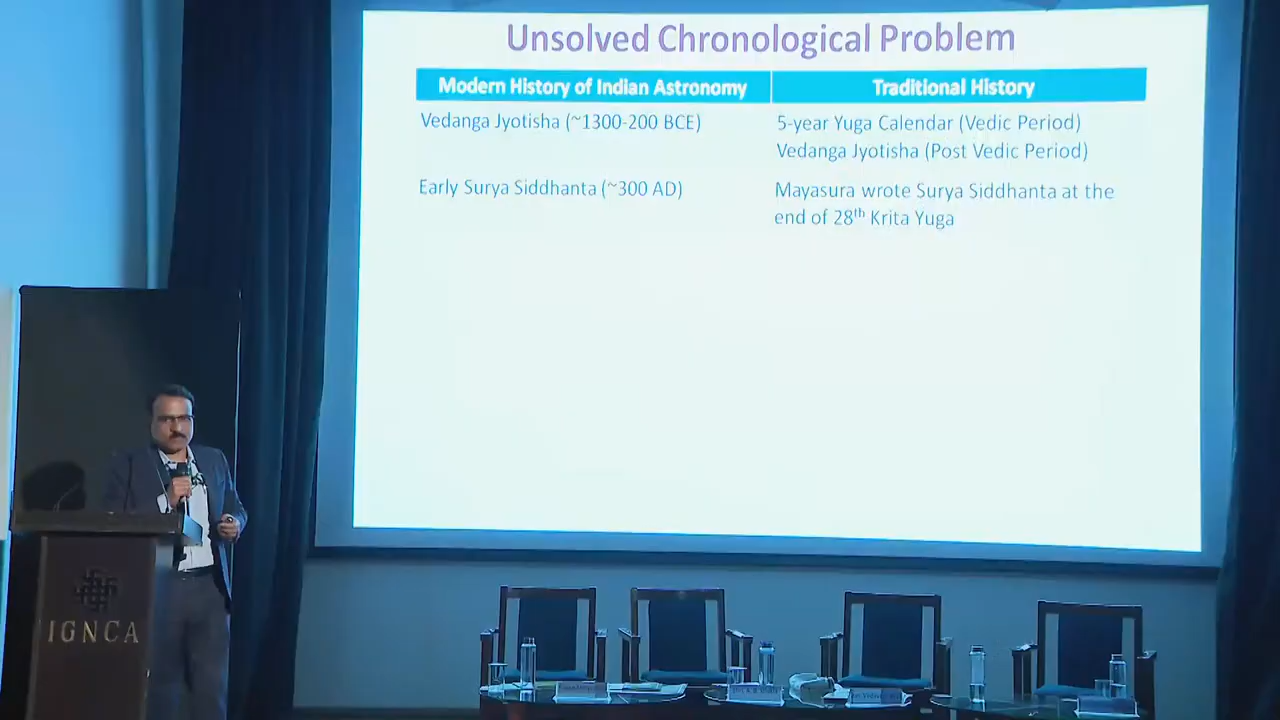 Unsolved Chronological Problem
Modern History of Indian Astronomy
Traditional History
Vedanga Jyotisha (~1300-200 BCE)
5-year Yuga Calendar (Vedic Period)
Vedanga Jyotisha (Post Vedic Period)
Early Surya Siddhanta (~300 AD)
Mayasura wrote Surya Siddhanta at the
end of 28th Krita Yuga
IGNCA